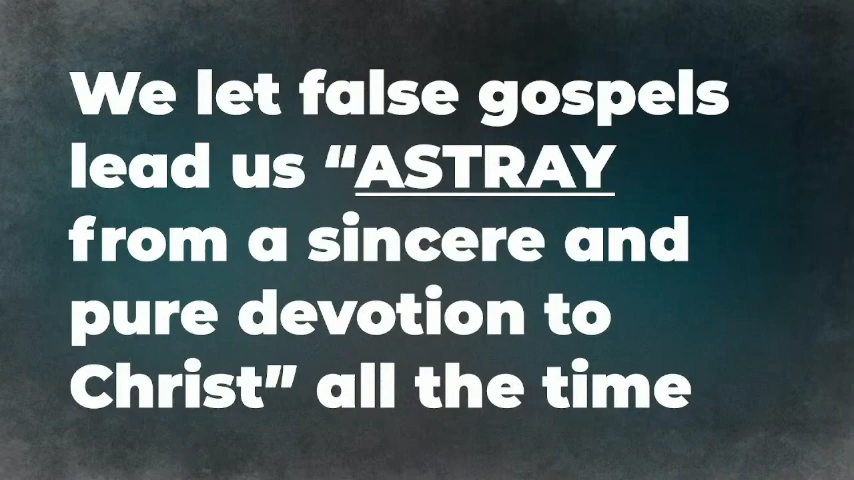 We let false gospels
lead us “ASTRAY
from a sincere and
pure devotion to
Christ” all the time